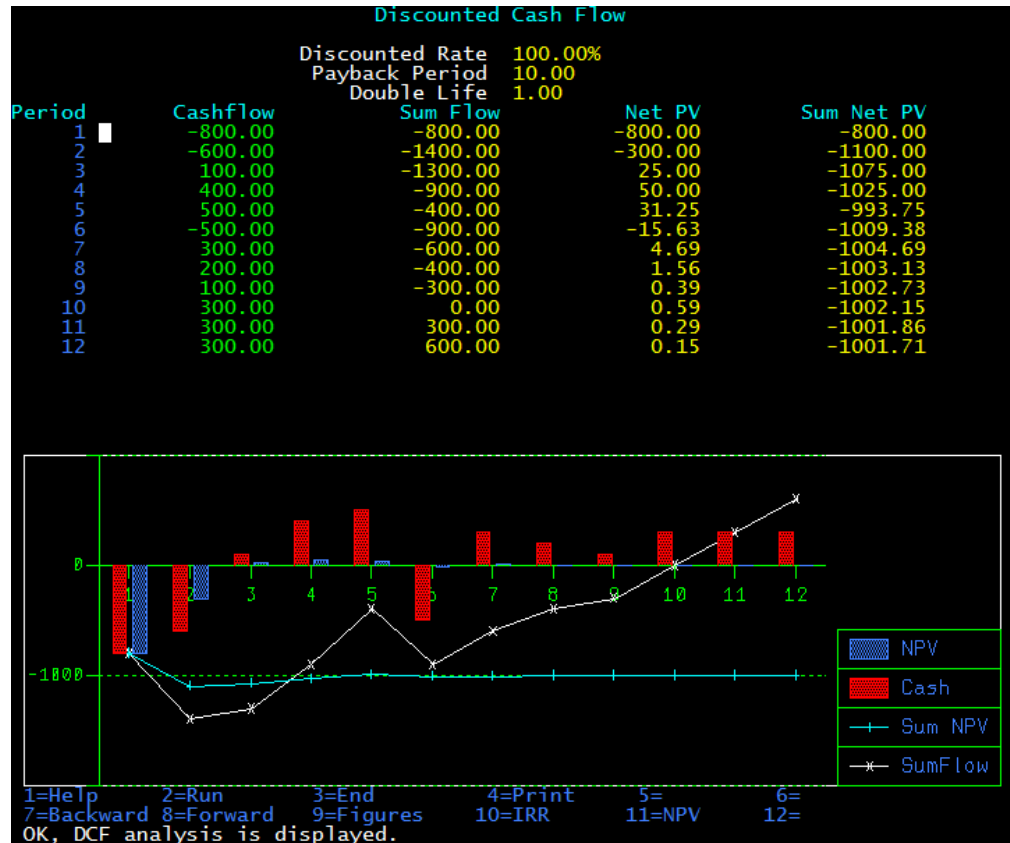 Discounted Cash Flow
Discounted Rate 100.00%
Payback Period 10.00
Double Life 1.00
Period Cashflow Sum Flow Net PV Sum Net PV
1 -800.00 -800.00 -800.00 -800.00
2 -600.00 -1400.00 -300.00 -1100.00
3 100.00 -1300.00 25.00 -1075.00
4 400.00 -900.00 50.00 -1025.00
5 500.00 -400.00 31.25 -993.75
6 -500.00 -900.00 -15.63 -1009.38
7 300.00 -600.00 4.69 -1004.69
8 200.00 -400.00 1.56 -1003.13
9 100.00 -300.00 0.39 -1002.73
10 300.00 0.00 0.59 -1002.15
11 300.00 300.00 0.29 -1001.86
12 300.00 600.00 0.15 -1001.71
0
1 2 3 4 5 6 7 8 9 10 11 12
-1000
NPV
Cash
Sum NPV
SumFlow
1=Help 2=Run 3=End 4=Print 5= 6=
7=Backward 8=Forward 9=Figures 10=IRR 11=NPV 12=
OK, DCF analysis is displayed.